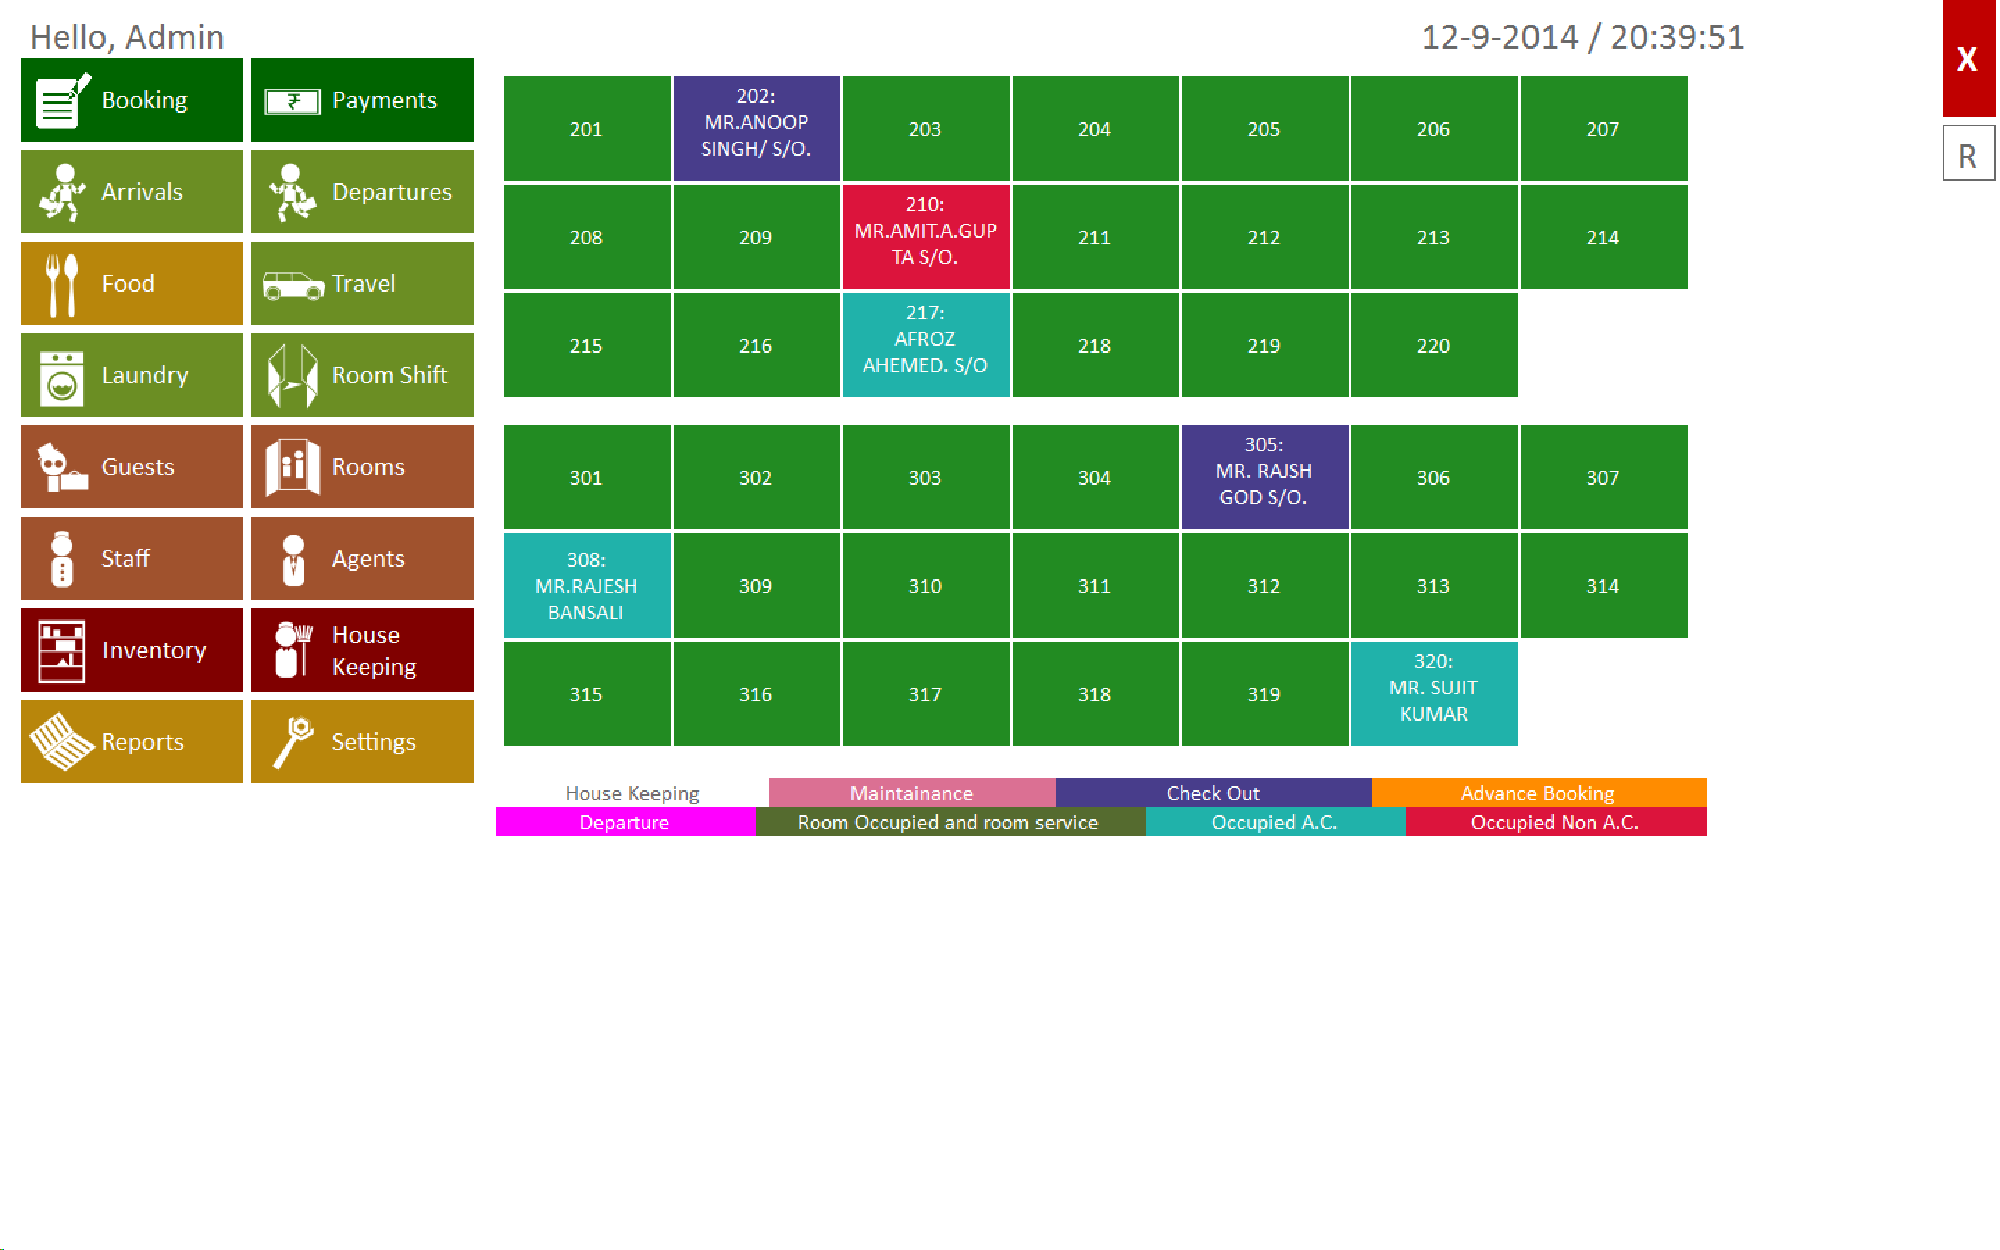 Hello, Admin
12-9-2014 / 20:39:51
X
R
Booking
Payments
Arrivals
Departures
Food
Travel
Laundry
Room Shift
Guests
Rooms
Staff
Agents
Inventory
House
Keeping
Reports
Settings
201
202:
MR.ANOOP
SINGH/ S/O.
203
204
205
206
207
208
209
210:
MR.AMIT.A.GUP
TA S/O.
211
212
213
214
215
216
217:
AFROZ
AHEMED. S/O
218
219
220
301
302
303
304
305:
MR. RAJSH
GOD S/O.
306
307
308:
MR.RAJESH
BANSALI
309
310
311
312
313
314
315
316
317
318
319
320:
MR. SUJIT
KUMAR
House Keeping
Maintainance
Check Out
Advance Booking
Departure
Room Occupied and room service
Occupied A.C.
Occupied Non A.C.